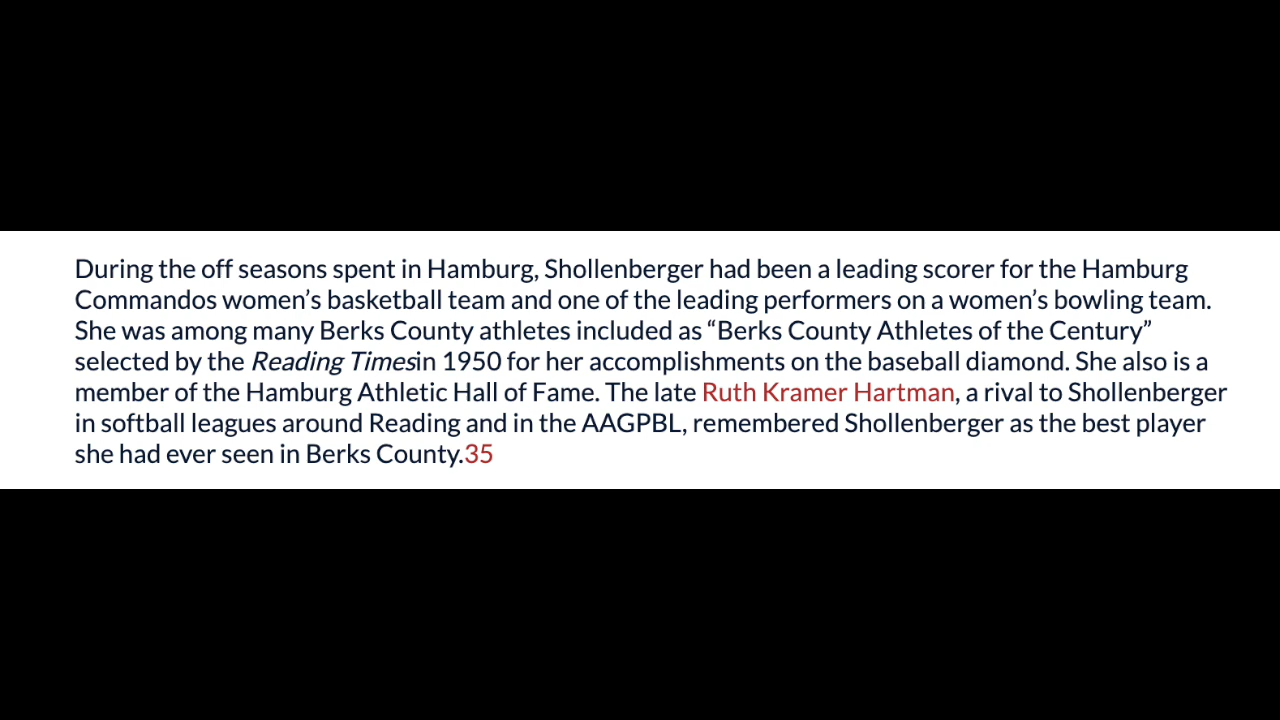 During the off seasons spent in Hamburg, Shollenberger had been a leading scorer for the Hamburg
Commandos women’s basketball team and one of the leading performers on a women’s bowling team.
She was among many Berks County athletes included as “Berks County Athletes of the Century”
selected by the Reading Timesin 1950 for her accomplishments on the baseball diamond. She also is a
member of the Hamburg Athletic Hall of Fame. The late Ruth Kramer Hartman, a rival to Shollenberger
in softball leagues around Reading and in the AAGPBL, remembered Shollenberger as the best player
she had ever seen in Berks County.35